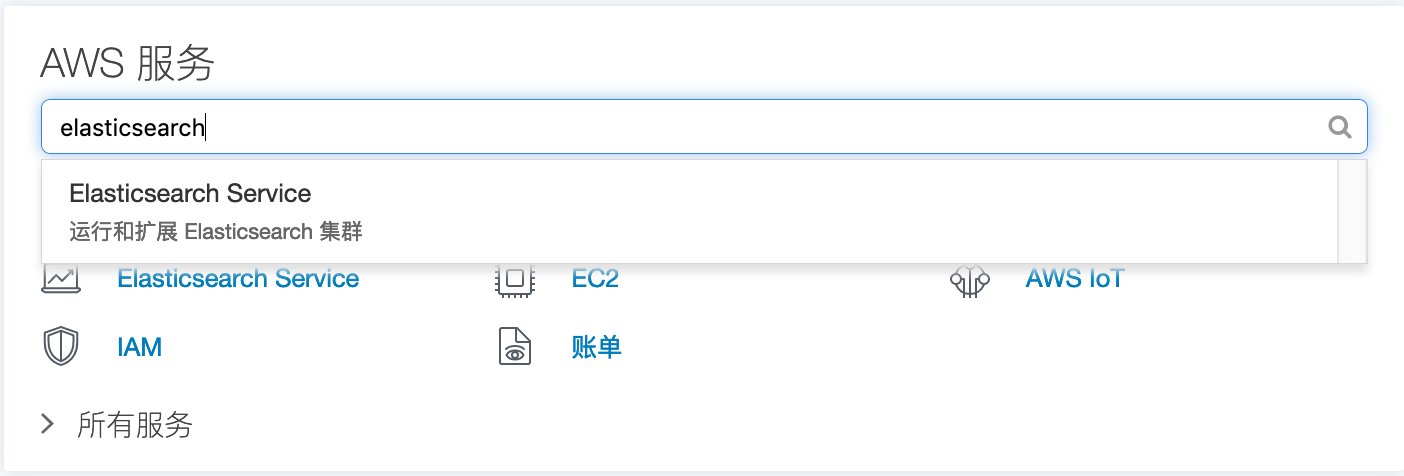 AWS 服务
elasticsearch
Elasticsearch Service
运行和扩展 Elasticsearch 集群
Elasticsearch Service
EC2
AWS IoT
IAM
账单
所有服务